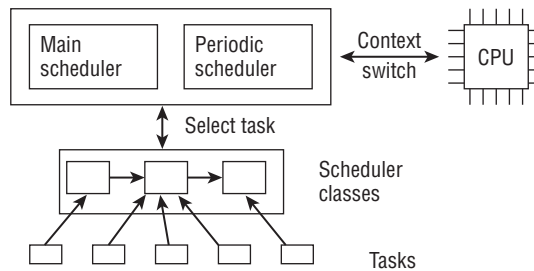 Main
scheduler
Periodic
scheduler
Context
switch
CPU
Select task
Scheduler
classes
Tasks